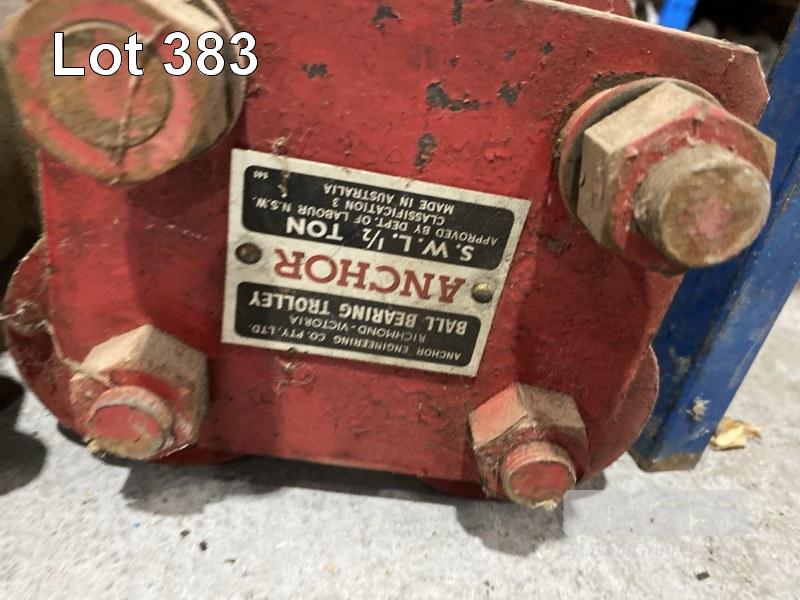 Lot 383
ANCHOR ENGINEERING CO. PTY. LTD.
RICHMOND - VICTORIA
BALL BEARING TROLLEY
ANCHOR
S. W. L. 1/2 TON
APPROVED BY DEPT. OF LABOUR N.S.W.
CLASSIFICATION 3
MADE IN AUSTRALIA